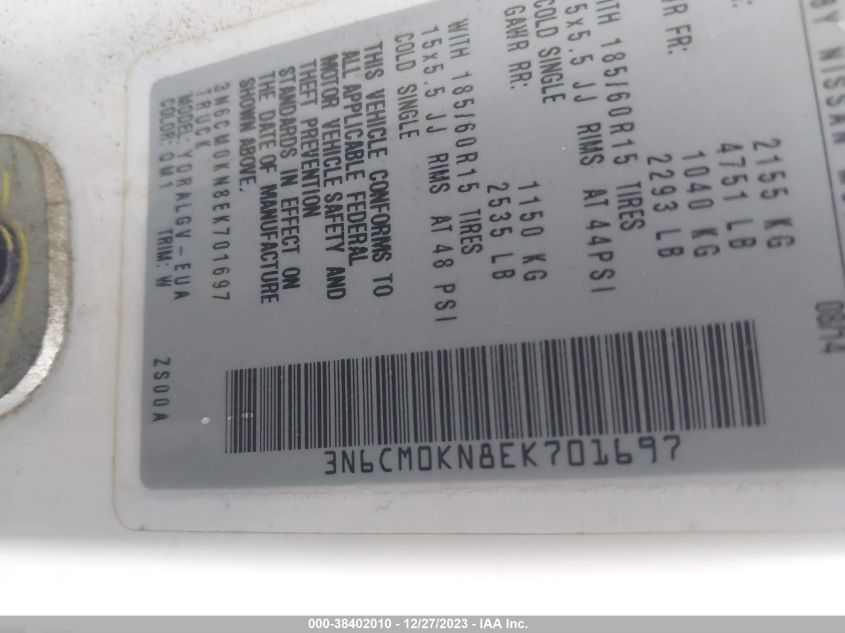 BY NISSAN
08/14
2155 KG
4751 LB
WR FR:
1040 KG
2293 LB
TH 185/60R15 TIRES
5x5.5 JJ RIMS AT 44PSI
COLD SINGLE
GAWR RR:
1150 KG
2535 LB
WITH 185/60R15 TIRES
15x5.5 JJ RIMS AT 48 PSI
COLD SINGLE
THIS VEHICLE CONFORMS TO
ALL APPLICABLE FEDERAL
MOTOR VEHICLE SAFETY AND
THEFT PREVENTION
STANDARDS IN EFFECT ON
THE DATE OF MANUFACTURE
SHOWN ABOVE.
3N6CM0KN8EK701697
TRUCK
MODEL: YDRALGV-EUA
COLOR: QM1 TRIM: W
ZS00A
3N6CM0KN8EK701697
000-38402010 - 12/27/2023 - IAA Inc.